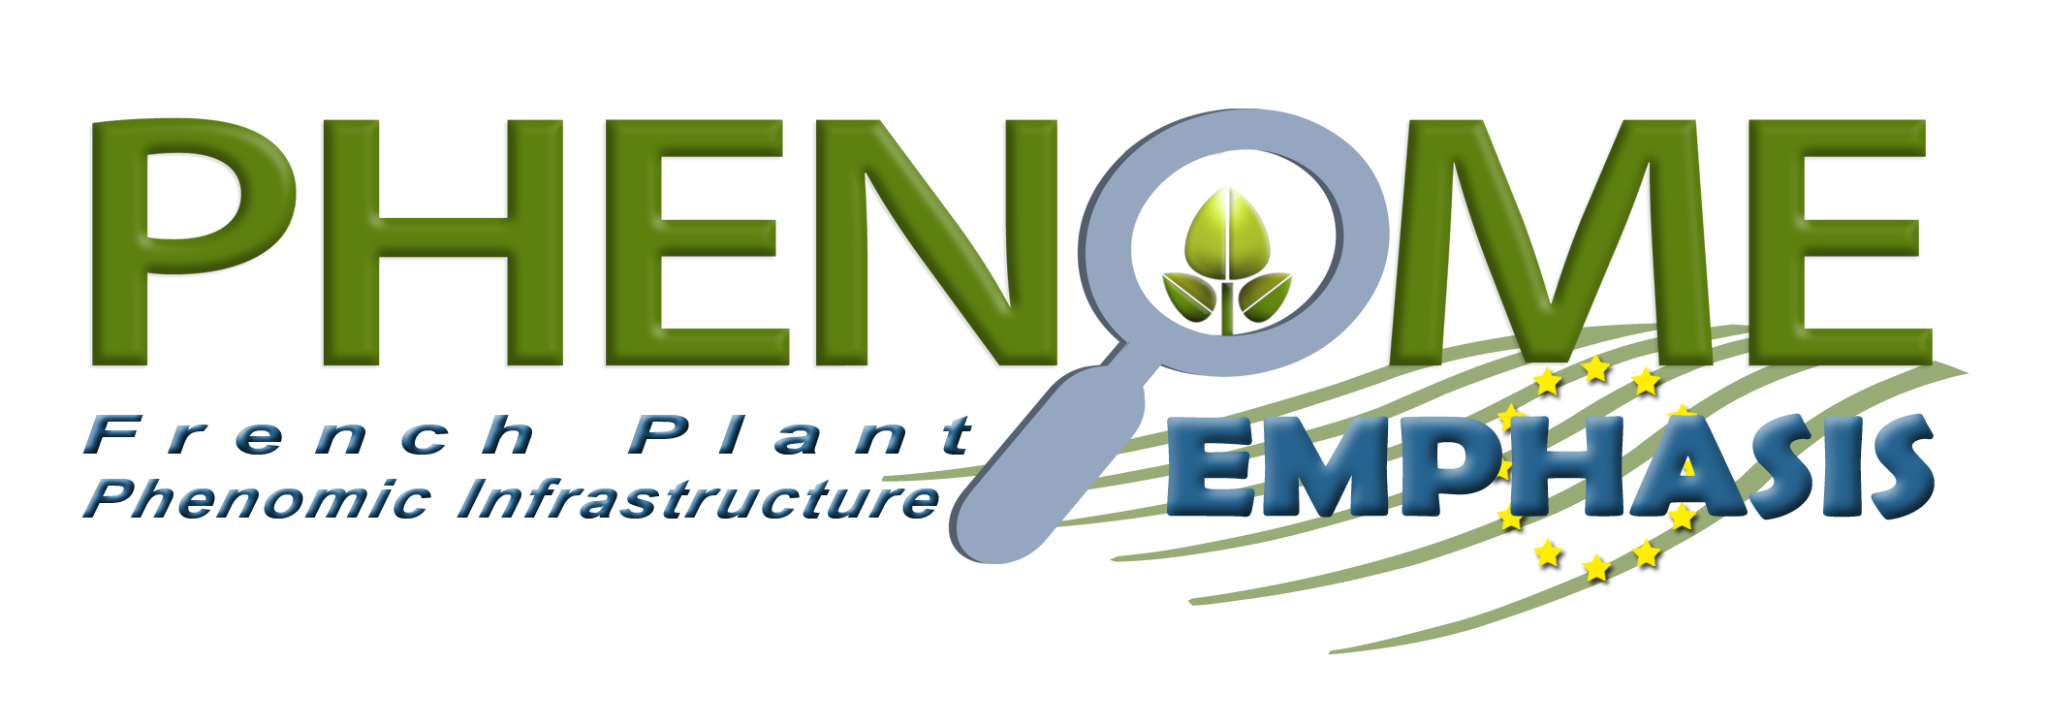 PHENOME
French Plant
Phenomic Infrastructure
EMPHASIS